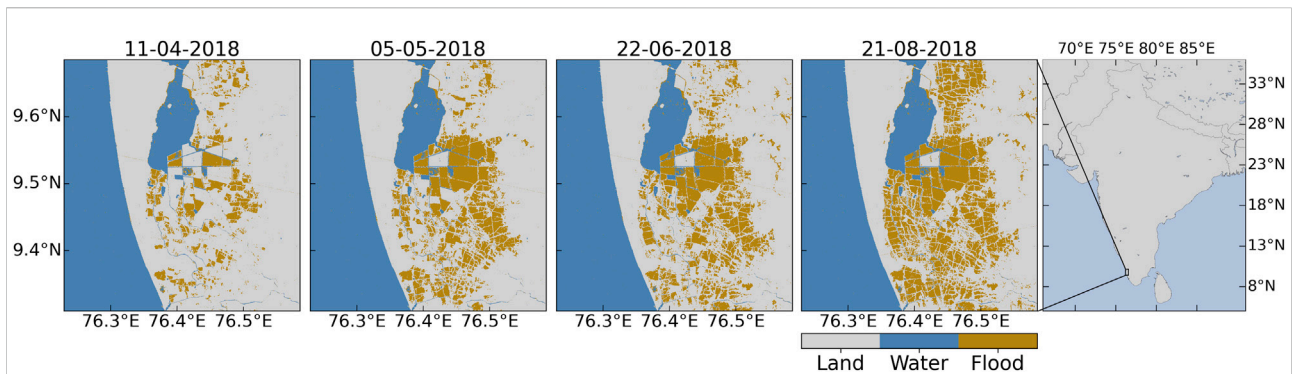 11-04-2018 05-05-2018 22-06-2018 21-08-2018 70°E 75°E 80°E 85°E
33°N
9.6°N
28°N
23°N
9.5°N
18°N
13°N
9.4°N
8°N
76.3°E 76.4°E 76.5°E 76.3°E 76.4°E 76.5°E 76.3°E 76.4°E 76.5°E 76.3°E 76.4°E 76.5°E
Land Water Flood